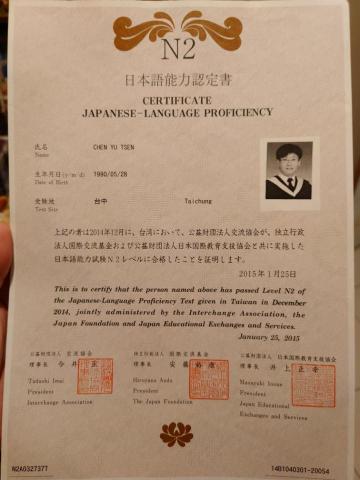 N2
日本語能力認定書
CERTIFICATE
JAPANESE-LANGUAGE PROFICIENCY
氏名 CHEN YU TSEN
Name
生年月日(y/m/d) 1990/05/28
Date of Birth
受験地 台中 Taichung
Test Site
上記の者は2014年12月に、台湾において、公益財団法人交流協会が、独立行政
法人国際交流基金および公益財団法人日本国際教育支援協会と共に実施した
日本語能力試験N2レベルに合格したことを証明します。
2015年1月25日
This is to certify that the person named above has passed Level N2 of
the Japanese-Language Proficiency Test given in Taiwan in December
2014, jointly administered by the Interchange Association, the
Japan Foundation and Japan Educational Exchanges and Services.
January 25, 2015
公益財団法人 交流協会 独立行政法人 国際交流基金 公益財団法人 日本国際教育支援協会
理事長 今井 正 理事長 安藤裕康 理事長 井上正幸
Tadashi Imai Hiroyasu Ando Masayuki Inoue
President President President
Interchange Association The Japan Foundation Japan Educational
Exchanges and Services
N2A032737T 14B1040301-20054